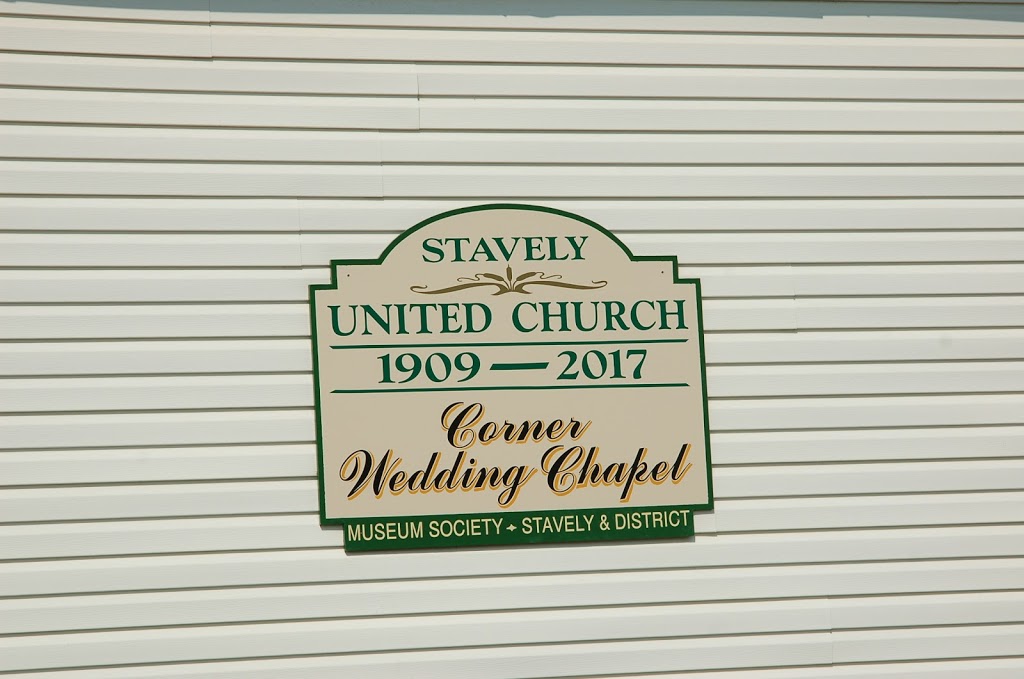 STAVELY
UNITED CHURCH
1909 — 2017
Corner
Wedding Chapel
MUSEUM SOCIETY - STAVELY & DISTRICT